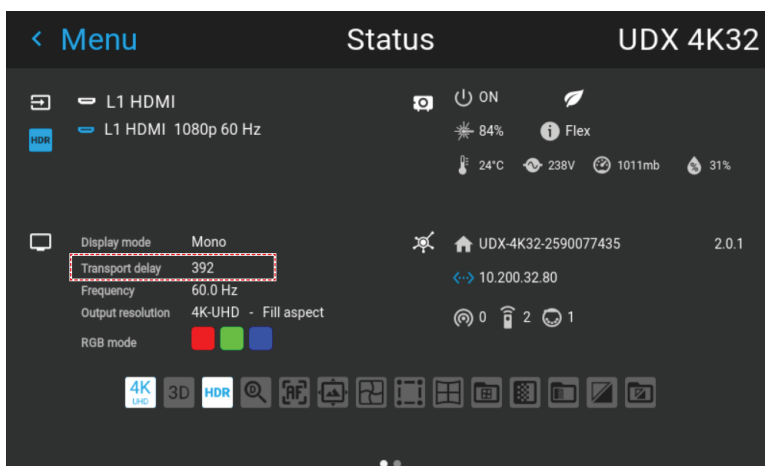 Menu Status UDX 4K32
L1 HDMI
HDR L1 HDMI 1080p 60 Hz
ON
84% Flex
24°C 238V 1011mb 31%
Display mode Mono
Transport delay 392
Frequency 60.0 Hz
Output resolution 4K-UHD - Fill aspect
RGB mode
UDX-4K32-2590077435 2.0.1
10.200.32.80
0 2 1
4K UHD 3D HDR D AF